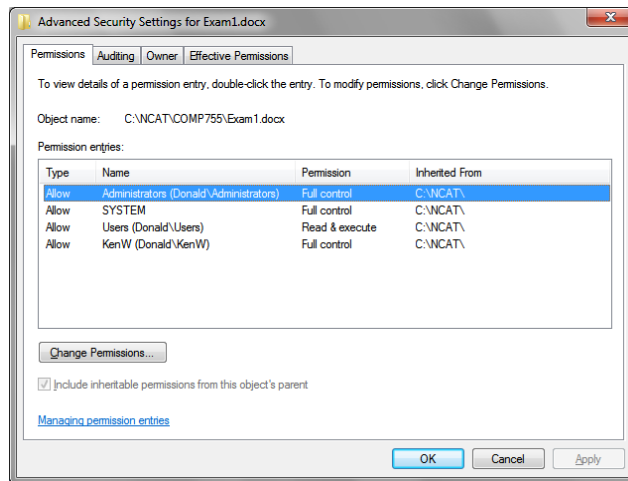 Advanced Security Settings for Exam1.docx
Permissions Auditing Owner Effective Permissions
To view details of a permission entry, double-click the entry. To modify permissions, click Change Permissions.
Object name: C:\NCAT\COMP755\Exam1.docx
Permission entries:
Type Name Permission Inherited From
Allow Administrators (Donald\Administrators) Full control C:\NCAT\
Allow SYSTEM Full control C:\NCAT\
Allow Users (Donald\Users) Read & execute C:\NCAT\
Allow KenW (Donald\KenW) Full control C:\NCAT\
Change Permissions...
Include inheritable permissions from this object's parent
Managing permission entries
OK Cancel Apply